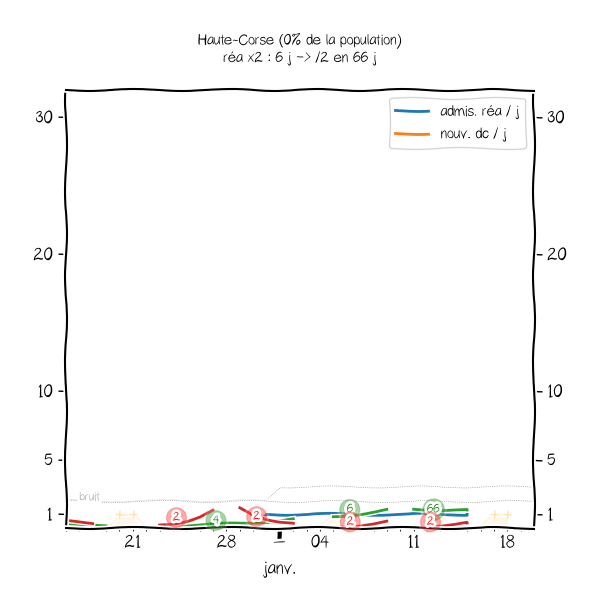 Haute-Corse (0% de la population)
réa x2 : 6 j -> /2 en 66 j
admis. réa / j
nouv. dc / j
30 30
20 20
10 10
5 5
bruit
1 1
2 4 2 6 2 66 2
21 28 04 11 18
janv.